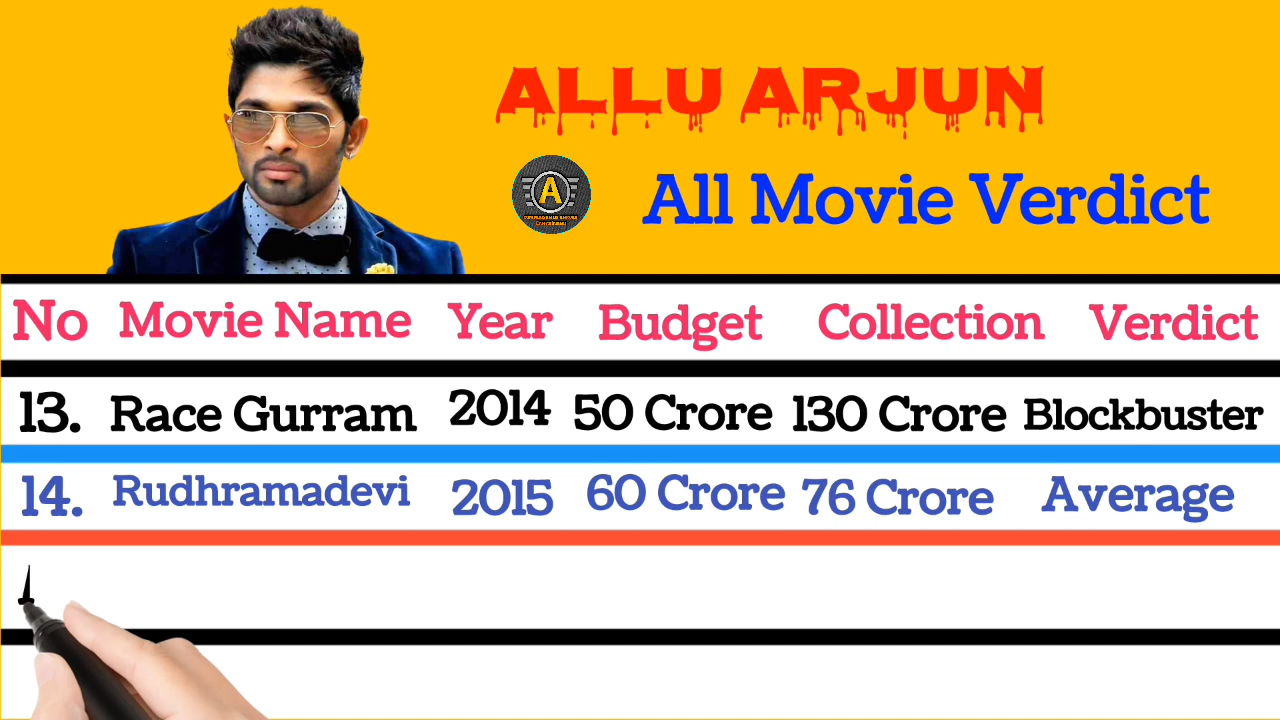 ALLU ARJUN
A
All Movie Verdict
No Movie Name Year Budget Collection Verdict
13. Race Gurram 2014 50 Crore 130 Crore Blockbuster
14. Rudhramadevi 2015 60 Crore 76 Crore Average
1